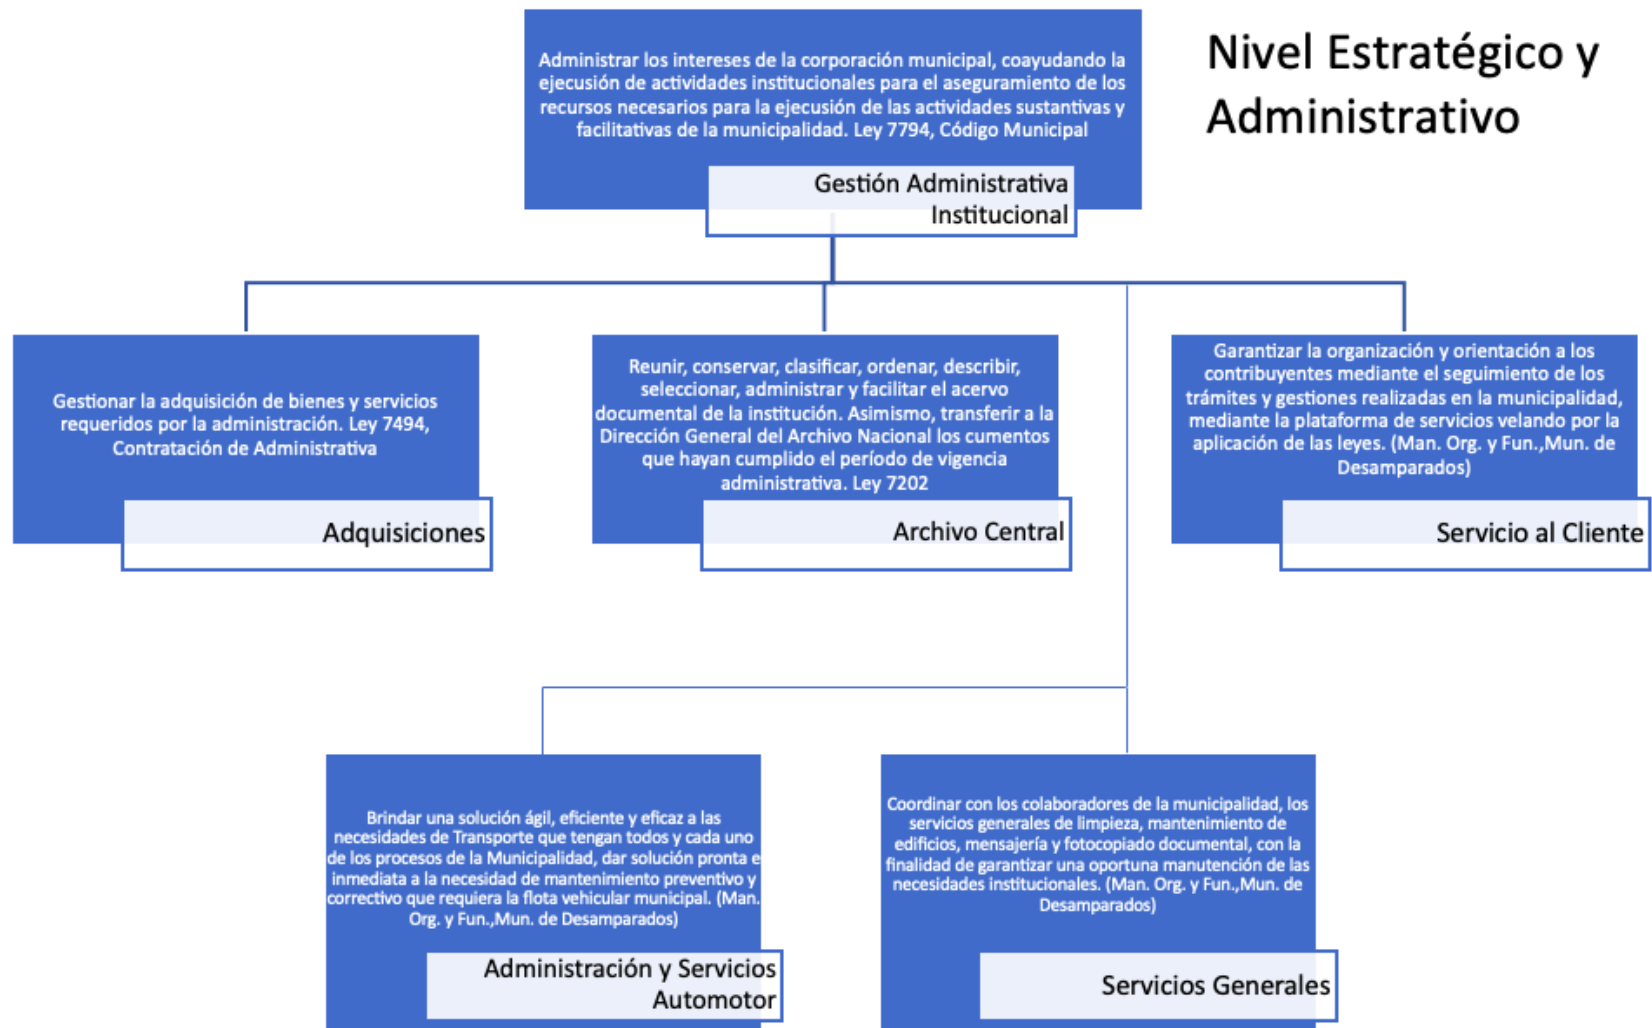 Nivel Estratégico y
Administrativo
Administrar los intereses de la corporación municipal, coayudando la
ejecusión de actividades institucionales para el aseguramiento de los
recursos necesarios para la ejecusión de las actividades sustantivas y
facilitativas de la municipalidad. Ley 7794, Código Municipal
Gestión Administrativa
Institucional
Gestionar la adquisición de bienes y servicios
requeridos por la administración. Ley 7494,
Contratación de Administrativa
Adquisiciones
Reunir, conservar, clasificar, ordenar, describir,
seleccionar, administrar y facilitar el acervo
documental de la institución. Asimismo, transferir a la
Dirección General del Archivo Nacional los cumentos
que hayan cumplido el período de vigencia
administrativa. Ley 7202
Archivo Central
Garantizar la organización y orientación a los
contribuyentes mediante el seguimiento de los
trámites y gestiones realizadas en la municipalidad,
mediante la plataforma de servicios velando por la
aplicación de las leyes. (Man. Org. y Fun.,Mun. de
Desamparados)
Servicio al Cliente
Brindar una solución ágil, eficiente y eficaz a las
necesidades de Transporte que tengan todos y cada uno
de los procesos de la Municipalidad, dar solución pronta e
inmediata a la necesidad de mantenimiento preventivo y
correctivo que requiera la flota vehicular municipal. (Man.
Org. y Fun.,Mun. de Desamparados)
Administración y Servicios
Automotor
Coordinar con los colaboradores de la municipalidad, los
servicios generales de limpieza, mantenimiento de
edificios, mensajería y fotocopiado documental, con la
finalidad de garantizar una oportuna manutención de las
necesidades institucionales. (Man. Org. y Fun.,Mun. de
Desamparados)
Servicios Generales